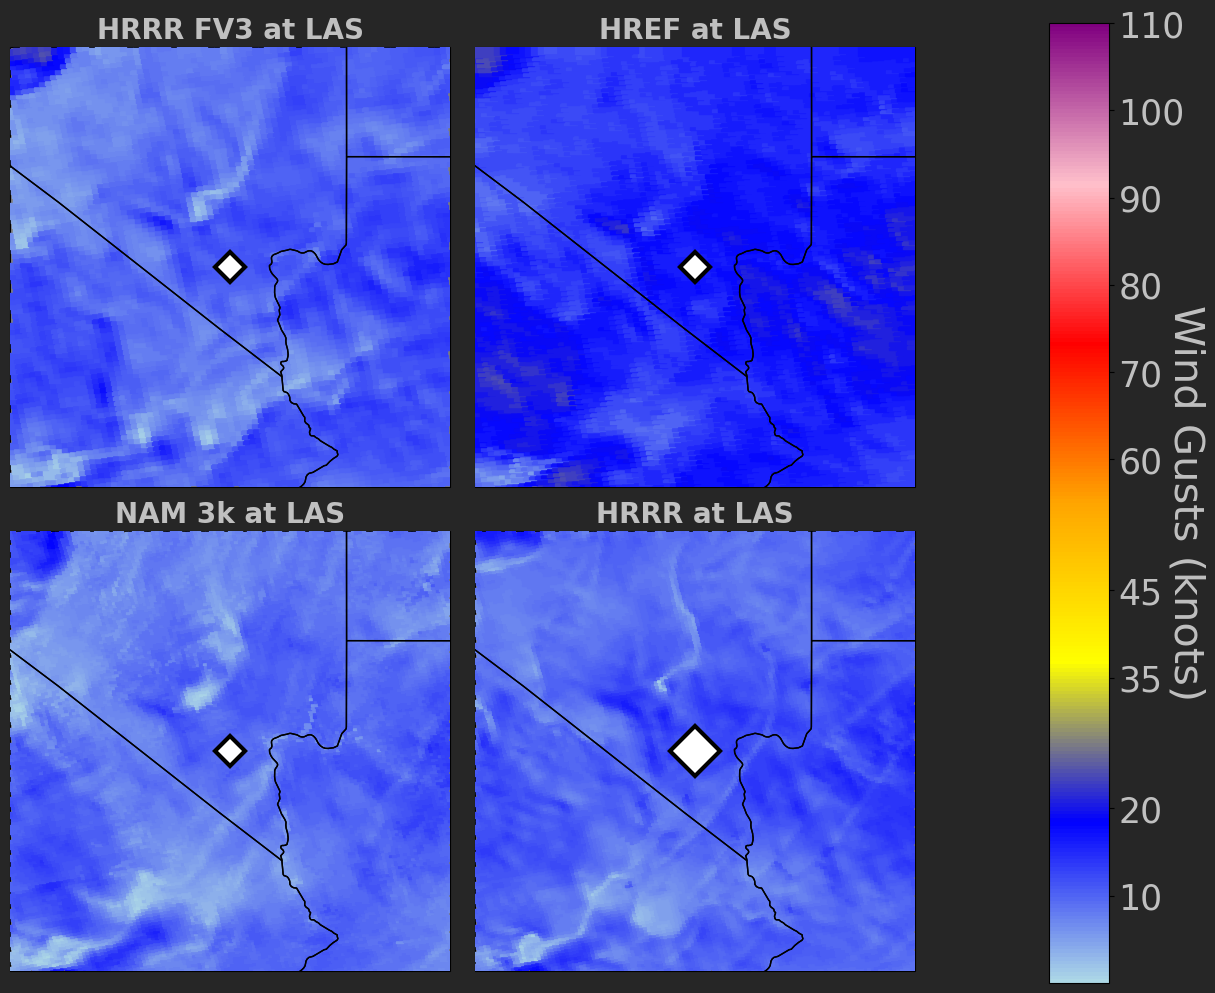 HRRR FV3 at LAS
HREF at LAS
NAM 3k at LAS
HRRR at LAS
110
100
90
80
70
60
45
35
20
10
Wind Gusts (knots)